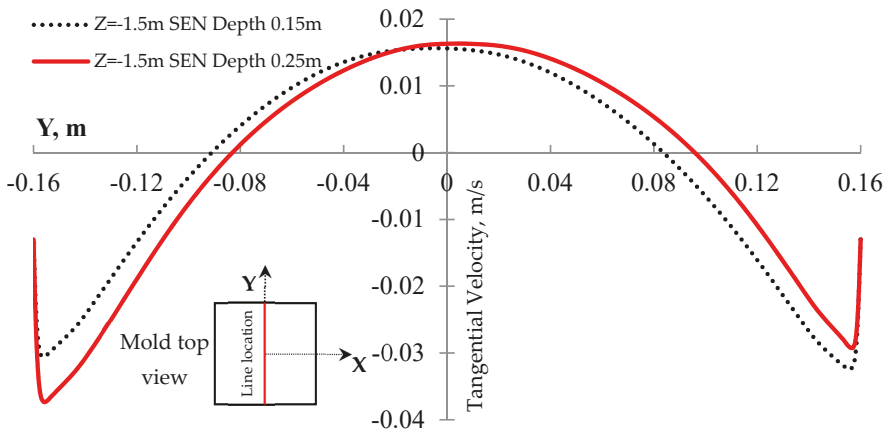 0.02
Z=-1.5m SEN Depth 0.15m
Z=-1.5m SEN Depth 0.25m
0.01
Y, m
0
-0.16
-0.08
-0.04
0
0.04
0.08
0.12
0.16
-0.01
-0.02
-0.03
-0.04
Tangential Velocity, m/s
Y
Mold top
view
Line location
X